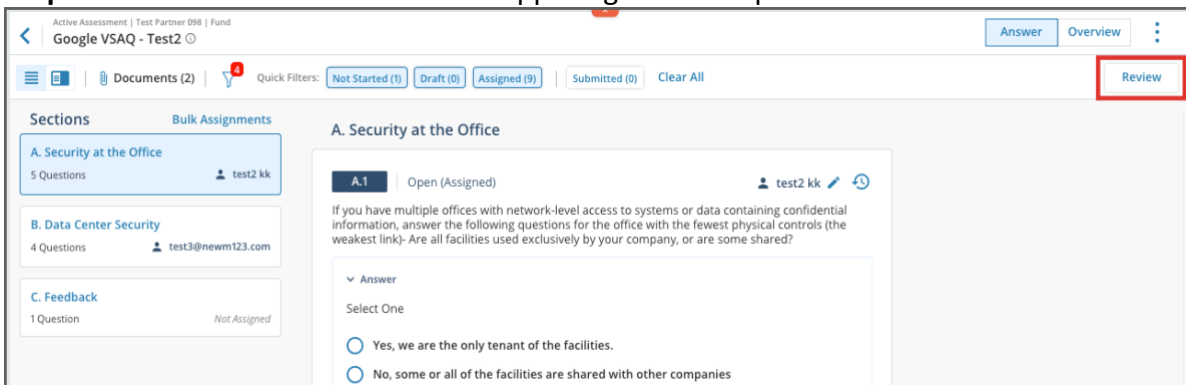 Active Assessment | Test Partner 098 | Fund
Google VSAQ - Test2
Answer Overview
Documents (2) 4 Quick Filters: Not Started (1) Draft (0) Assigned (9) Submitted (0) Clear All Review
Sections Bulk Assignments
A. Security at the Office
5 Questions test2 kk
B. Data Center Security
4 Questions test3@newm123.com
C. Feedback
1 Question Not Assigned
A. Security at the Office
A.1 Open (Assigned) test2 kk
If you have multiple offices with network-level access to systems or data containing confidential
information, answer the following questions for the office with the fewest physical controls (the
weakest link)- Are all facilities used exclusively by your company, or are some shared?
Answer
Select One
Yes, we are the only tenant of the facilities.
No, some or all of the facilities are shared with other companies